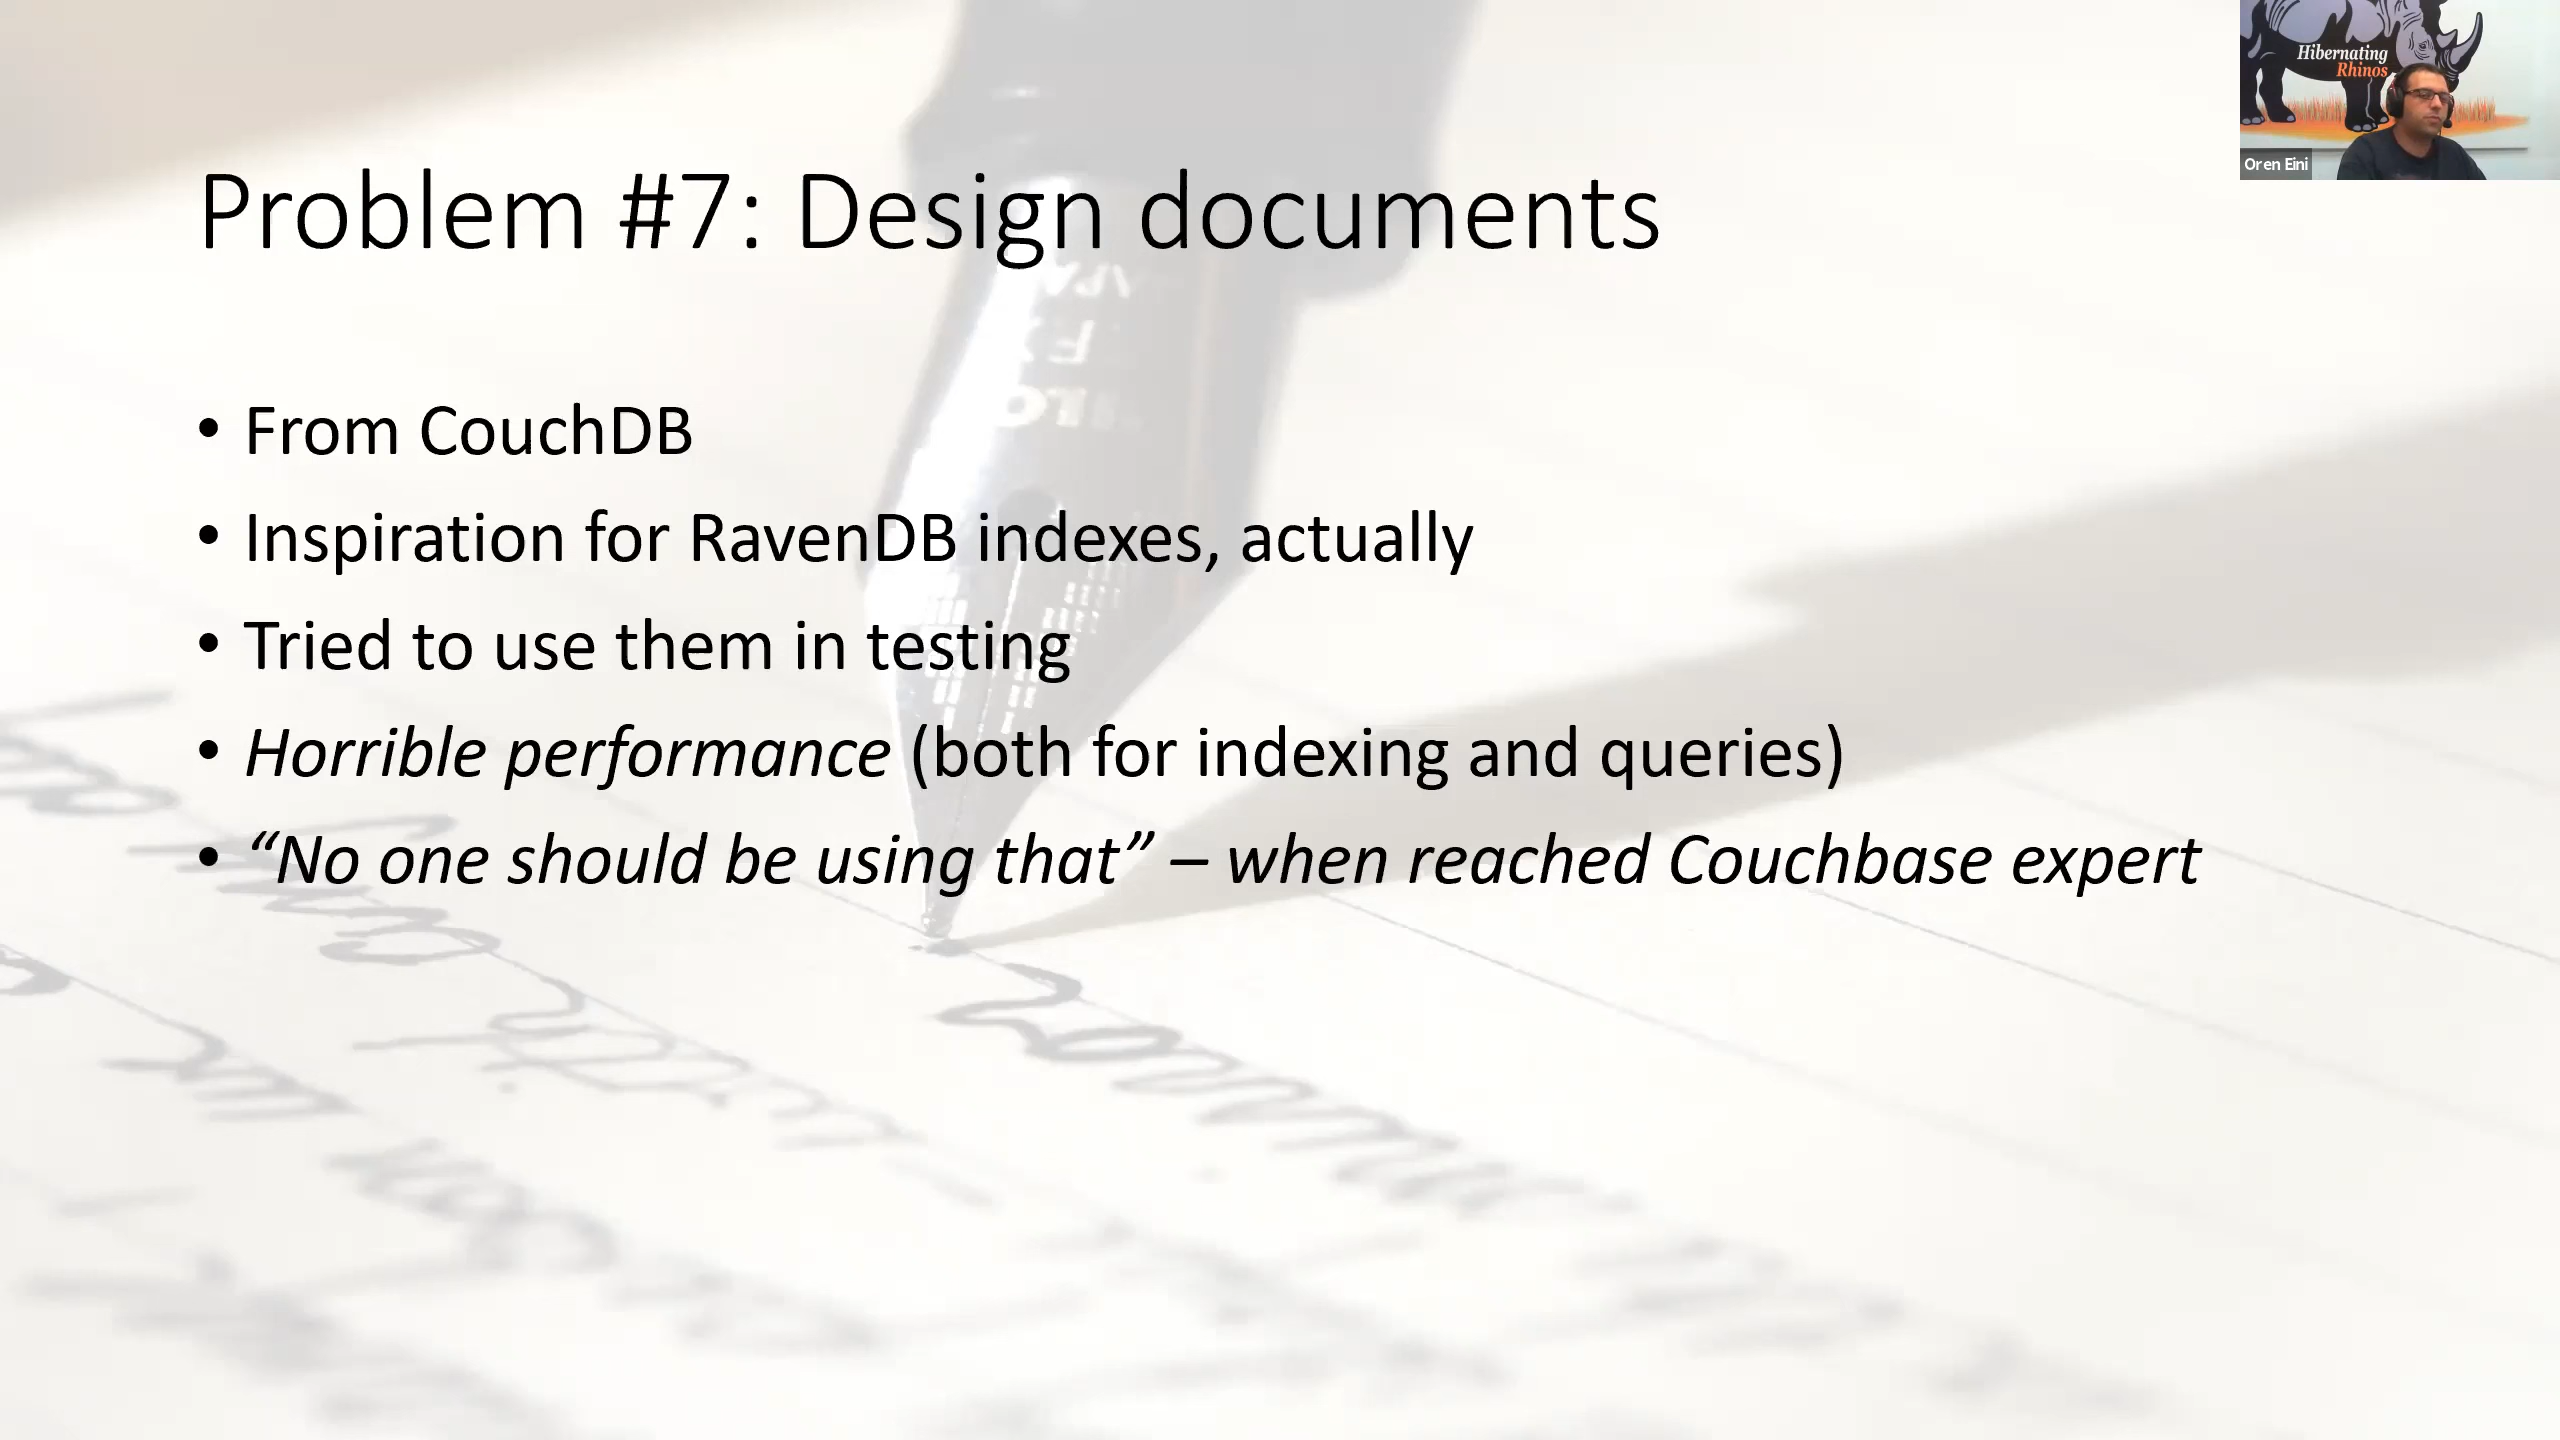 Hibernating
Rhinos
Oren Eini
Problem #7: Design documents
• From CouchDB
• Inspiration for RavenDB indexes, actually
• Tried to use them in testing
• Horrible performance (both for indexing and queries)
• “No one should be using that” – when reached Couchbase expert